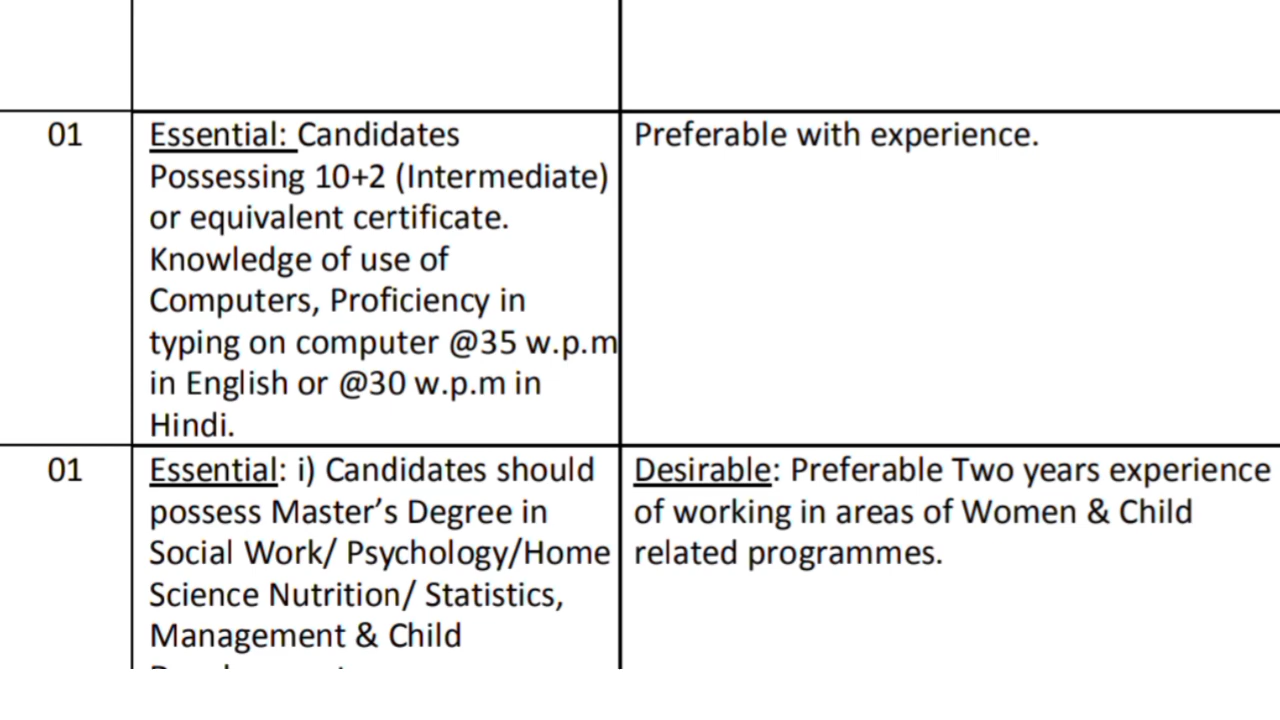 01
Essential: Candidates
Possessing 10+2 (Intermediate)
or equivalent certificate.
Knowledge of use of
Computers, Proficiency in
typing on computer @35 w.p.m
in English or @30 w.p.m in
Hindi.
Preferable with experience.
01
Essential: i) Candidates should
possess Master’s Degree in
Social Work/ Psychology/Home
Science Nutrition/ Statistics,
Management & Child
Desirable: Preferable Two years experience
of working in areas of Women & Child
related programmes.